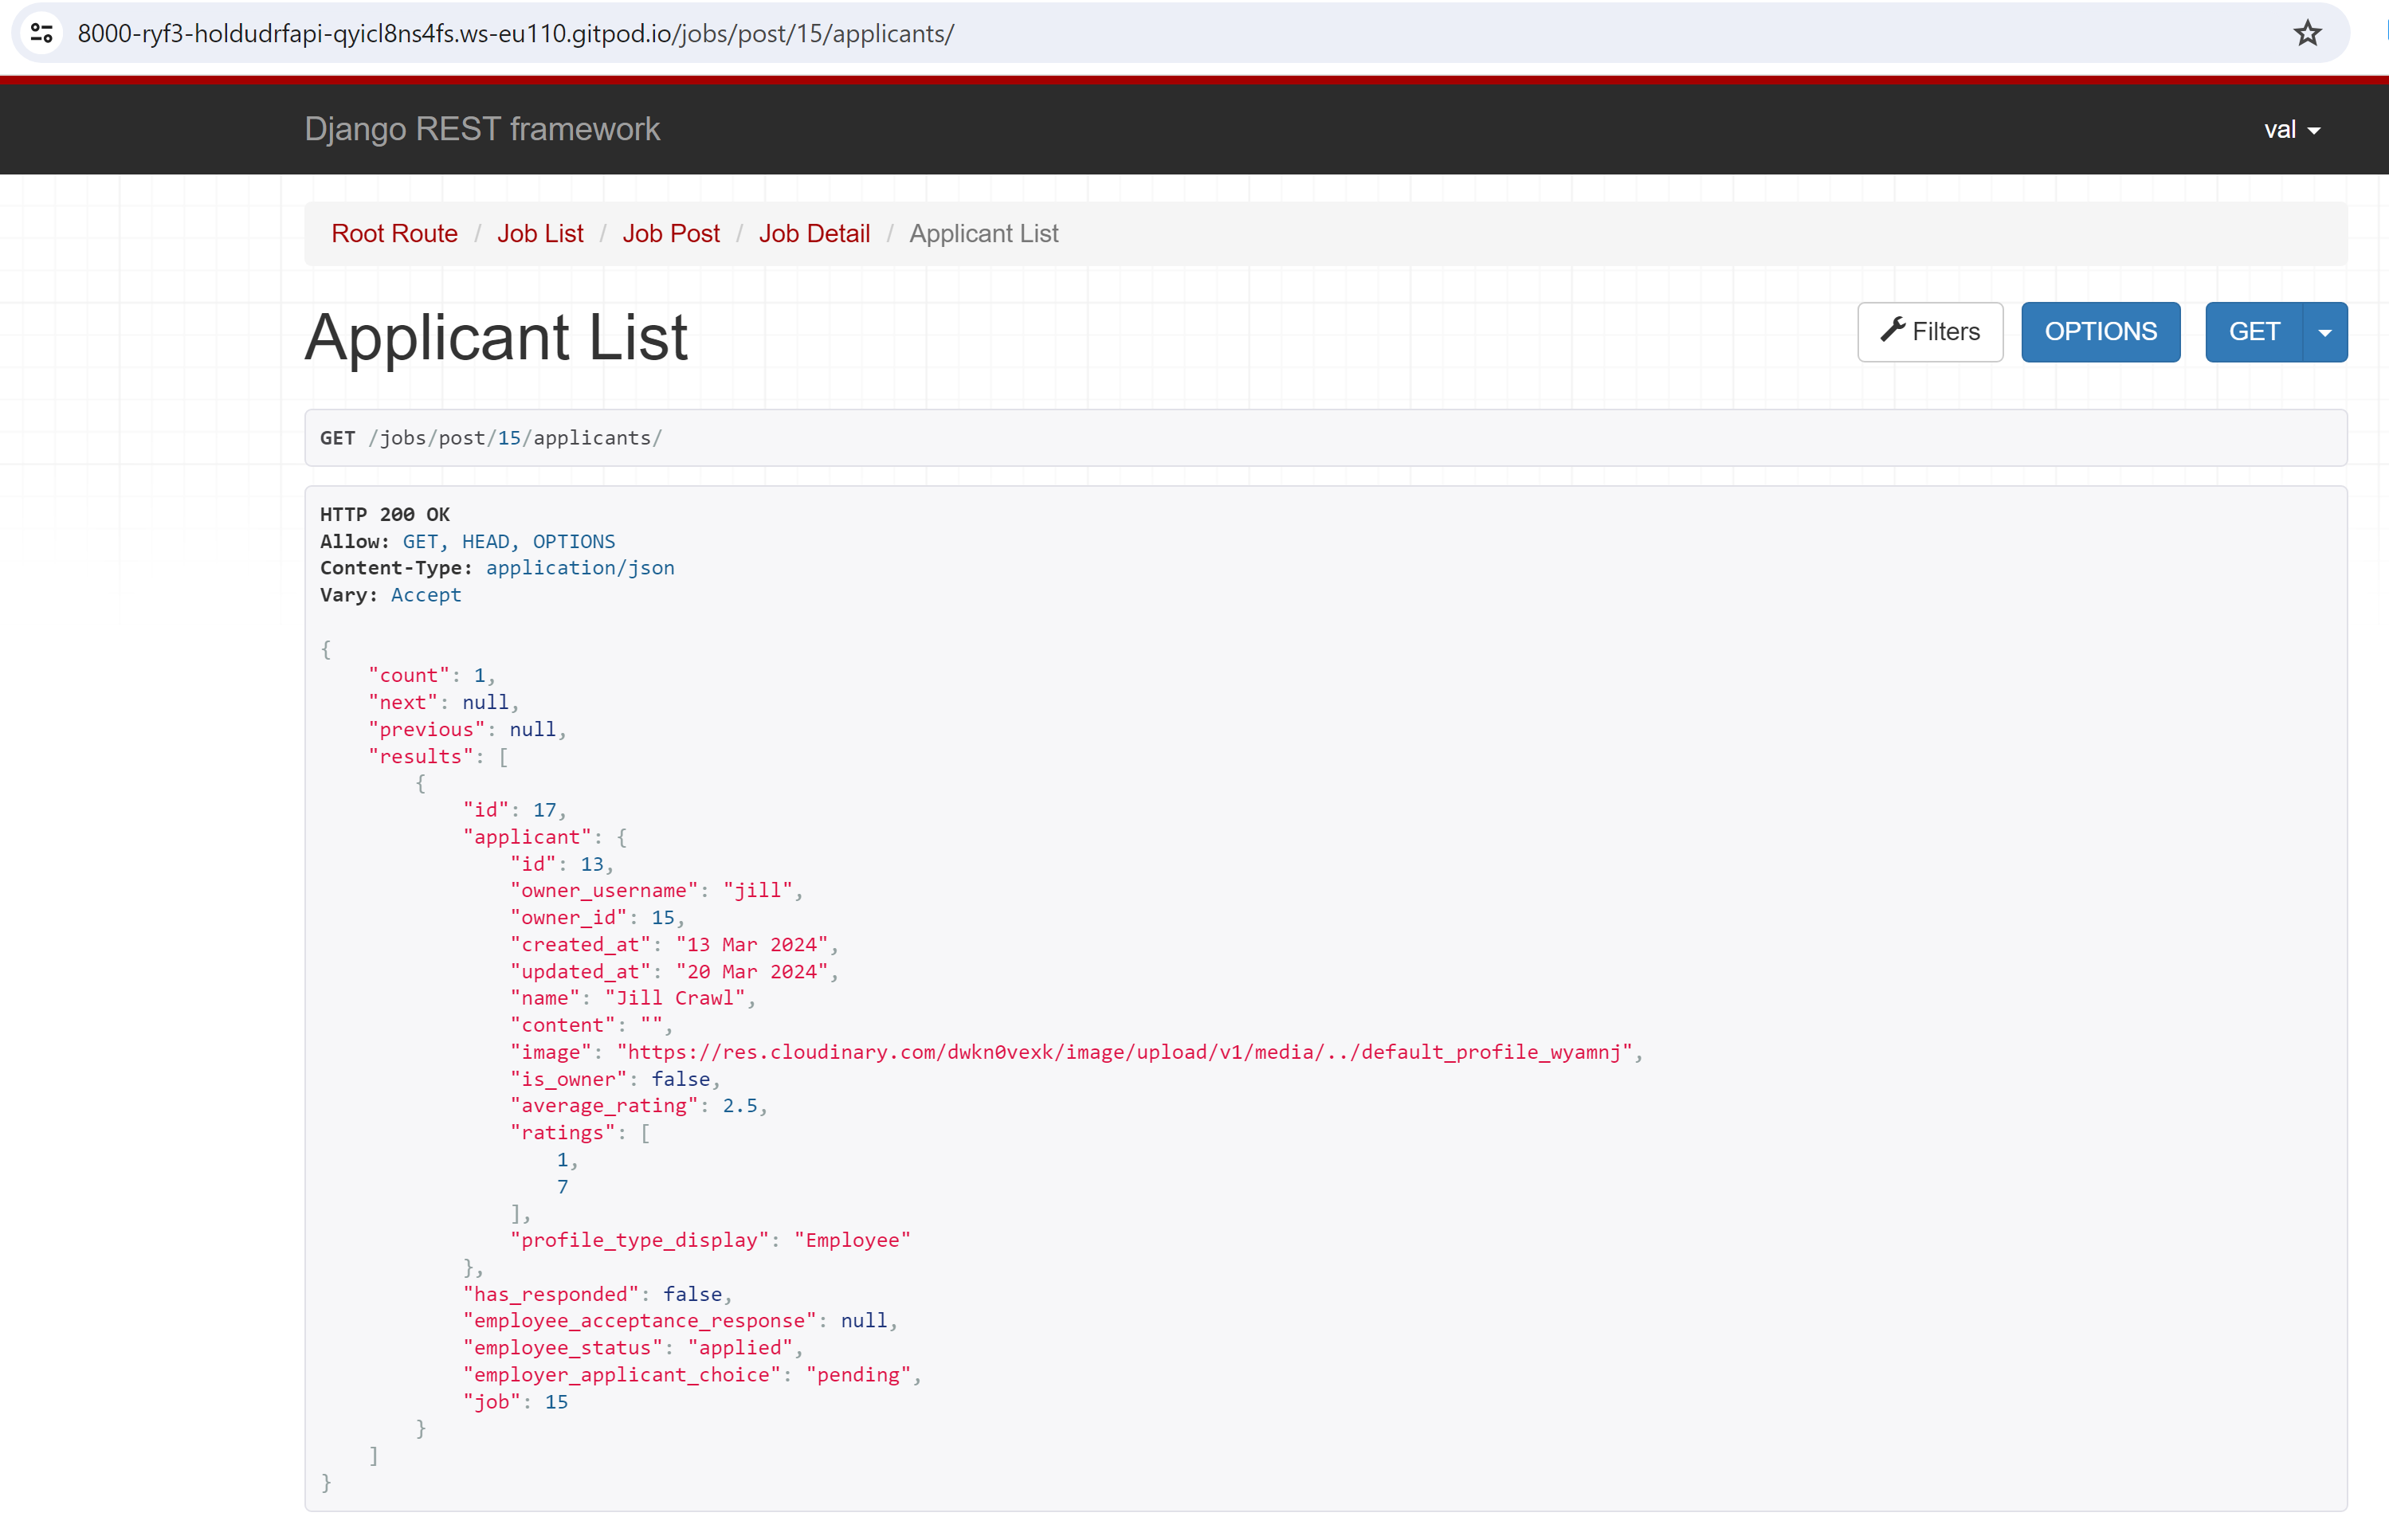 8000-ryf3-holdudrfapi-qyicl8ns4fs.ws-eu110.gitpod.io/jobs/post/15/applicants/
Django REST framework
val
Root Route / Job List / Job Post / Job Detail / Applicant List
Applicant List
Filters
OPTIONS
GET
GET /jobs/post/15/applicants/
HTTP 200 OK
Allow: GET, HEAD, OPTIONS
Content-Type: application/json
Vary: Accept
{
    "count": 1,
    "next": null,
    "previous": null,
    "results": [
        {
            "id": 17,
            "applicant": {
                "id": 13,
                "owner_username": "jill",
                "owner_id": 15,
                "created_at": "13 Mar 2024",
                "updated_at": "20 Mar 2024",
                "name": "Jill Crawl",
                "content": "",
                "image": "https://res.cloudinary.com/dwkn0vexk/image/upload/v1/media/../default_profile_wyamnj",
                "is_owner": false,
                "average_rating": 2.5,
                "ratings": [
                    1,
                    7
                ],
                "profile_type_display": "Employee"
            },
            "has_responded": false,
            "employee_acceptance_response": null,
            "employee_status": "applied",
            "employer_applicant_choice": "pending",
            "job": 15
        }
    ]
}